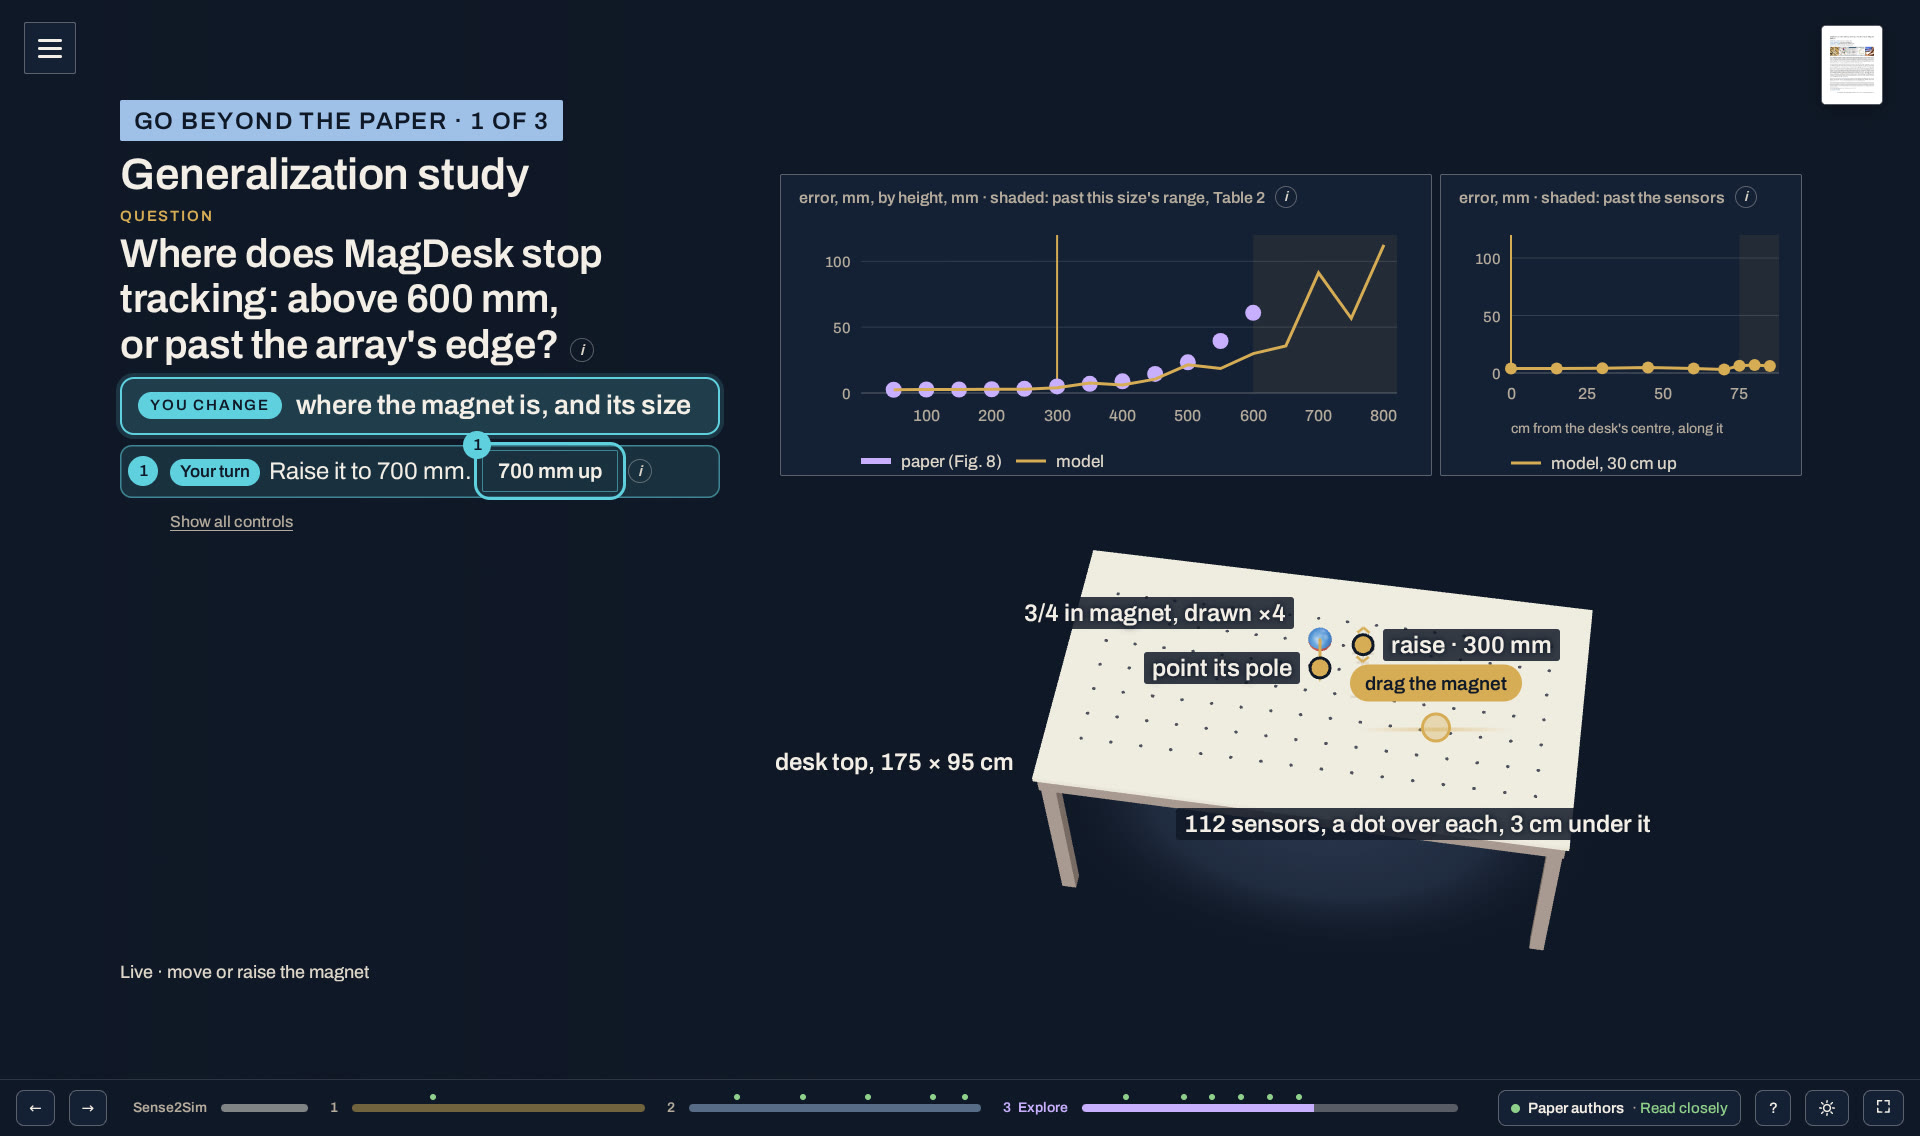 GO BEYOND THE PAPER · 1 OF 3
Generalization study
QUESTION
Where does MagDesk stop
tracking: above 600 mm,
or past the array's edge? i
YOU CHANGE where the magnet is, and its size
1
1 Your turn Raise it to 700 mm. 700 mm up i
Show all controls
Live · move or raise the magnet
error, mm, by height, mm · shaded: past this size's range, Table 2 i
100
50
0
100 200 300 400 500 600 700 800
paper (Fig. 8) model
error, mm · shaded: past the sensors i
100
50
0
0 25 50 75
cm from the desk's centre, along it
model, 30 cm up
3/4 in magnet, drawn ×4
raise · 300 mm
point its pole
drag the magnet
desk top, 175 × 95 cm
112 sensors, a dot over each, 3 cm under it
← → Sense2Sim 1 2 3 Explore Paper authors · Read closely ?